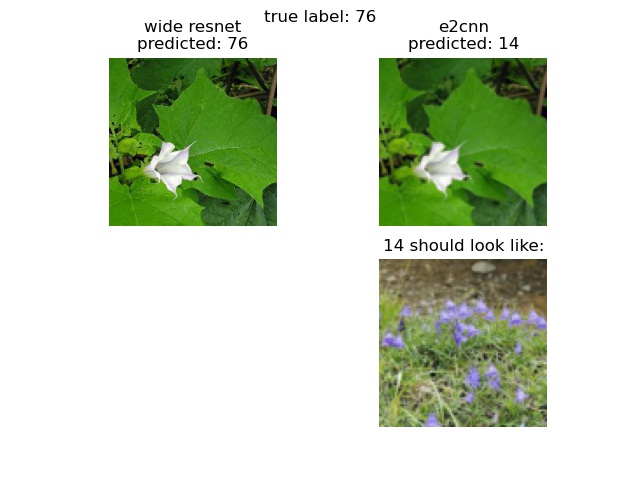 true label: 76
wide resnet
predicted: 76
e2cnn
predicted: 14
14 should look like: